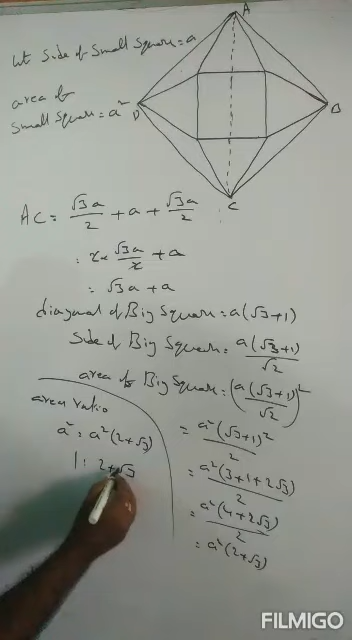 let Side of Small Square = a
area of
Small Square = a²
A
D
B
C
AC = √3a/2 + a + √3a/2
: 2 × √3a/2 + a
= √3a + a
diagonal of Big Square = a(√3+1)
Side of Big Square = a(√3+1)/√2
area of Big Square = (a(√3+1)/√2)²
= a²(√3+1)²/2
= a²(3+1+2√3)/2
= a²(4+2√3)/2
= a²(2+√3)
area ratio
a² : a²(2+√3)
1 : 2+√3
FILMIGO